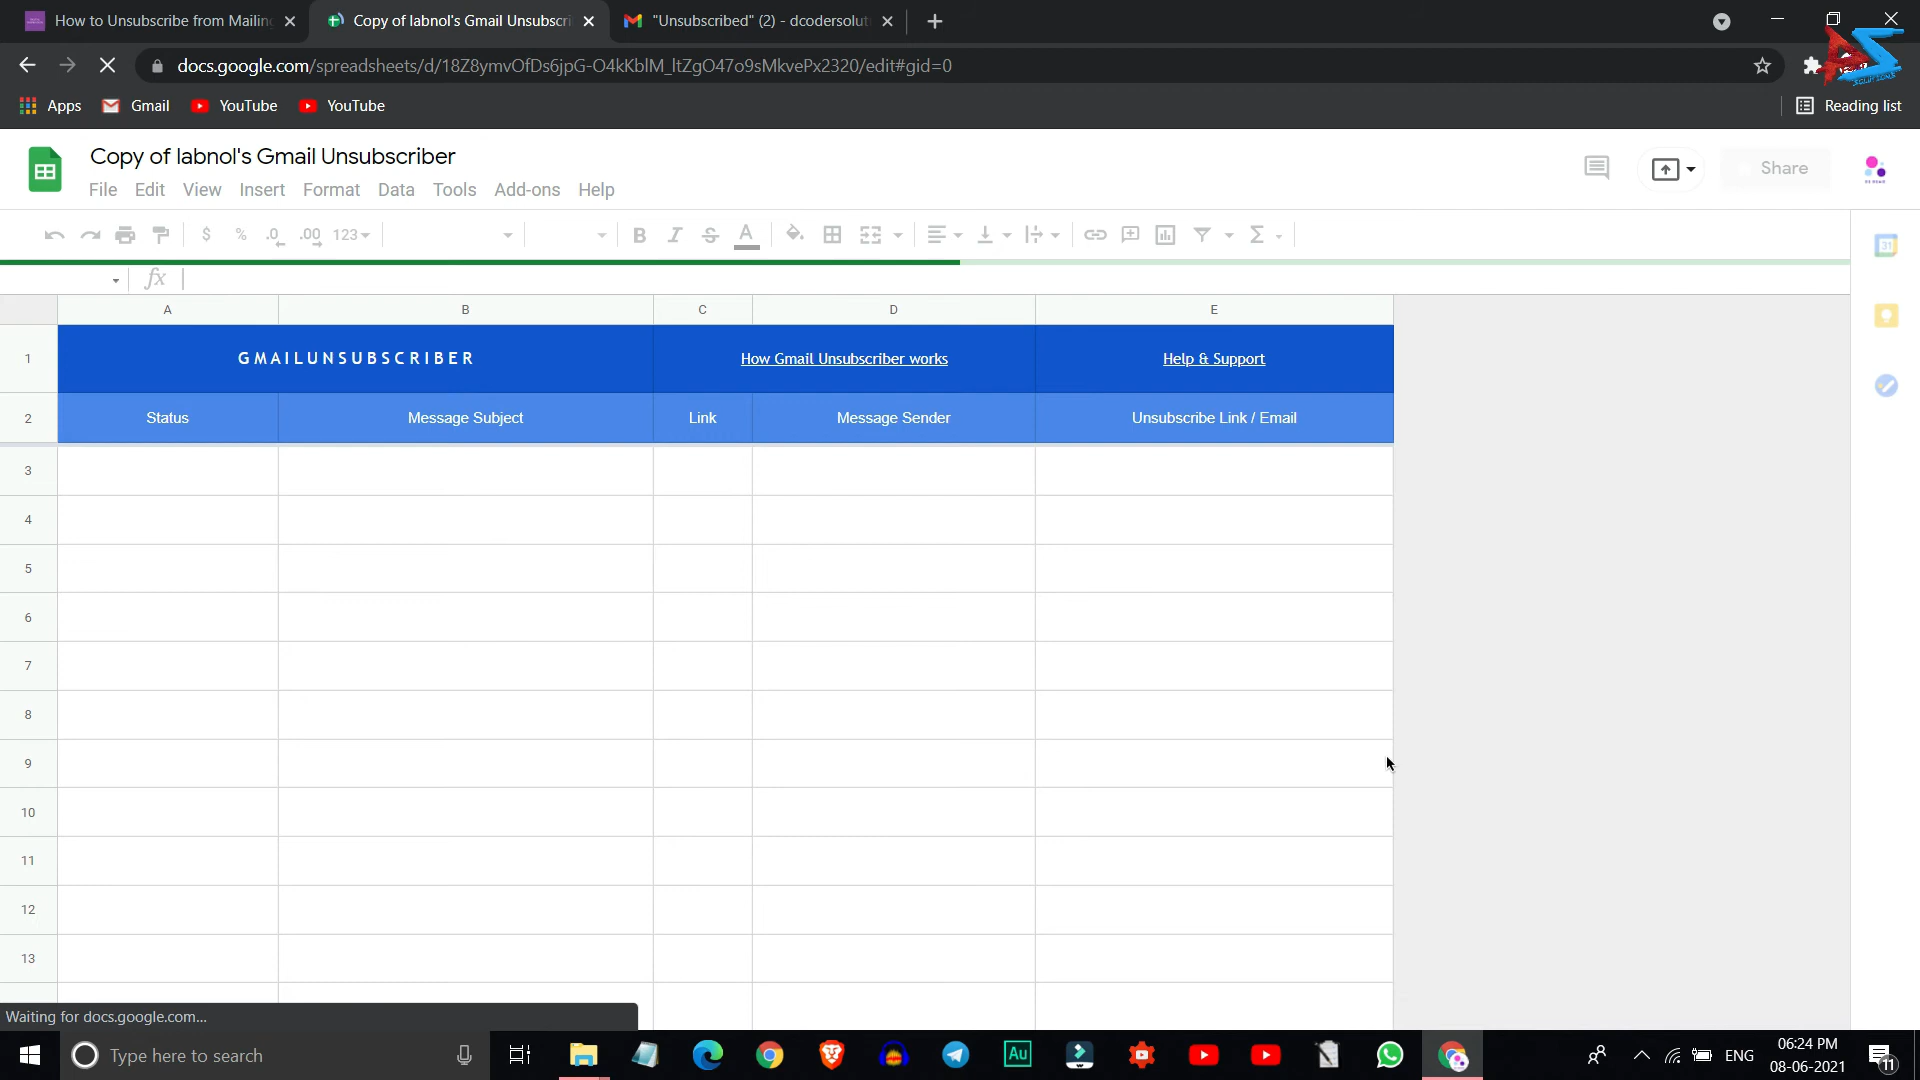 How to Unsubscribe from Mailin
Copy of labnol's Gmail Unsubscri
"Unsubscribed" (2) - dcodersolut
docs.google.com/spreadsheets/d/18Z8ymvOfDs6jpG-O4kKblM_ltZgO47o9sMkvePx2320/edit#gid=0
Apps
Gmail
YouTube
YouTube
Reading list
Copy of labnol's Gmail Unsubscriber
File Edit View Insert Format Data Tools Add-ons Help
Share
$ % .0 .00 123
fx
A B C D E
1 GMAILUNSUBSCRIBER How Gmail Unsubscriber works Help & Support
2 Status Message Subject Link Message Sender Unsubscribe Link / Email
3
4
5
6
7
8
9
10
11
12
13
Waiting for docs.google.com...
Type here to search
Au
ENG
06:24 PM
08-06-2021
11